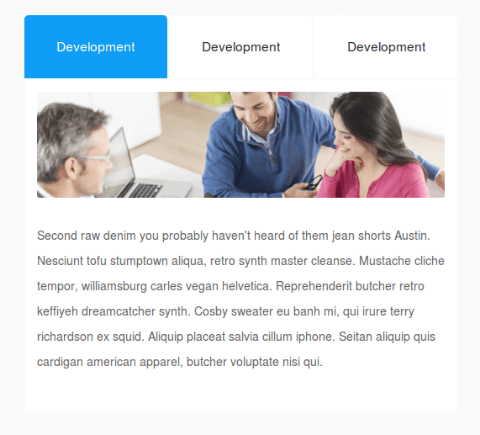 Development Development Development
Second raw denim you probably haven't heard of them jean shorts Austin.
Nesciunt tofu stumptown aliqua, retro synth master cleanse. Mustache cliche
tempor, williamsburg carles vegan helvetica. Reprehenderit butcher retro
keffiyeh dreamcatcher synth. Cosby sweater eu banh mi, qui irure terry
richardson ex squid. Aliquip placeat salvia cillum iphone. Seitan aliquip quis
cardigan american apparel, butcher voluptate nisi qui.